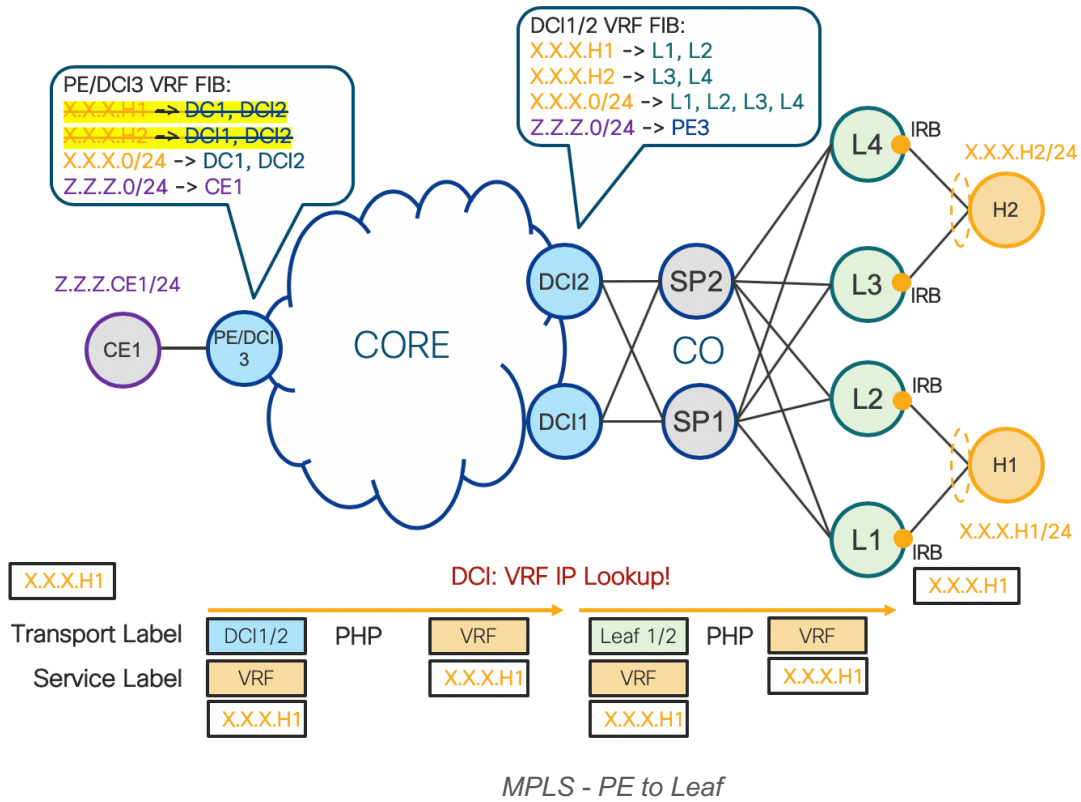 DCI1/2 VRF FIB:
X.X.X.H1 -> L1, L2
X.X.X.H2 -> L3, L4
X.X.X.0/24 -> L1, L2, L3, L4
Z.Z.Z.0/24 -> PE3
PE/DCI3 VRF FIB:
X.X.X.H1 -> DC1, DCI2
X.X.X.H2 -> DCI1, DCI2
X.X.X.0/24 -> DC1, DCI2
Z.Z.Z.0/24 -> CE1
L4
IRB
X.X.X.H2/24
H2
Z.Z.Z.CE1/24
DCI2
SP2
L3
IRB
CE1
PE/DCI
3
CORE
CO
L2
IRB
DCI1
SP1
H1
X.X.X.H1/24
L1
IRB
X.X.X.H1
DCI: VRF IP Lookup!
X.X.X.H1
Transport Label
DCI1/2
PHP
VRF
Leaf 1/2
PHP
VRF
Service Label
VRF
X.X.X.H1
VRF
X.X.X.H1
X.X.X.H1
X.X.X.H1
MPLS - PE to Leaf